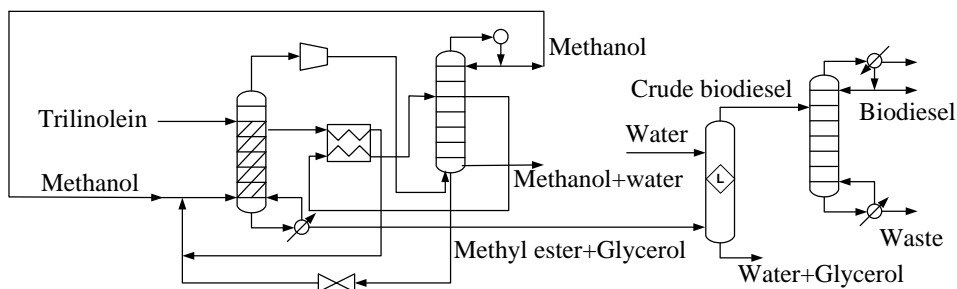 Methanol
Crude biodiesel
Trilinolein
Biodiesel
Water
L
Methanol
Methanol+water
Methyl ester+Glycerol
Waste
Water+Glycerol